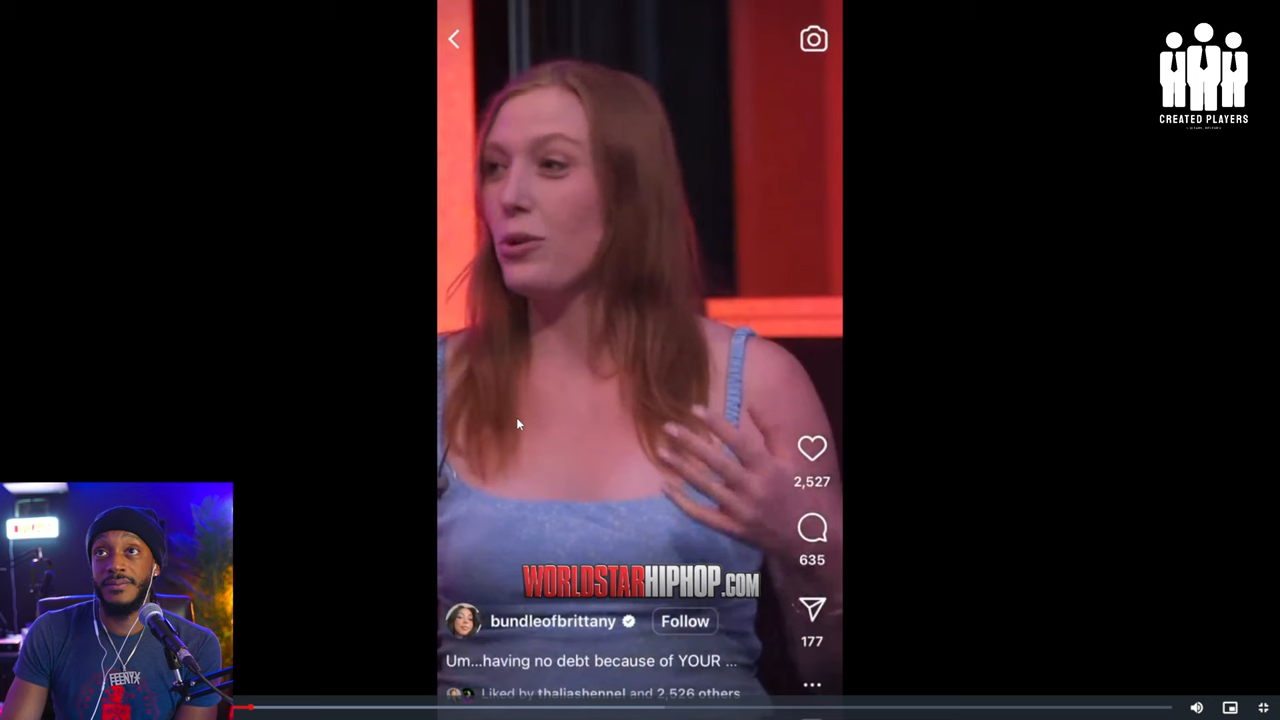 CREATED PLAYERS
2,527
635
WORLDSTARHIPHOP.COM
bundleofbrittany
Follow
177
Um...having no debt because of YOUR ...
Liked by thaliashennel and 2,526 others
FEENYX